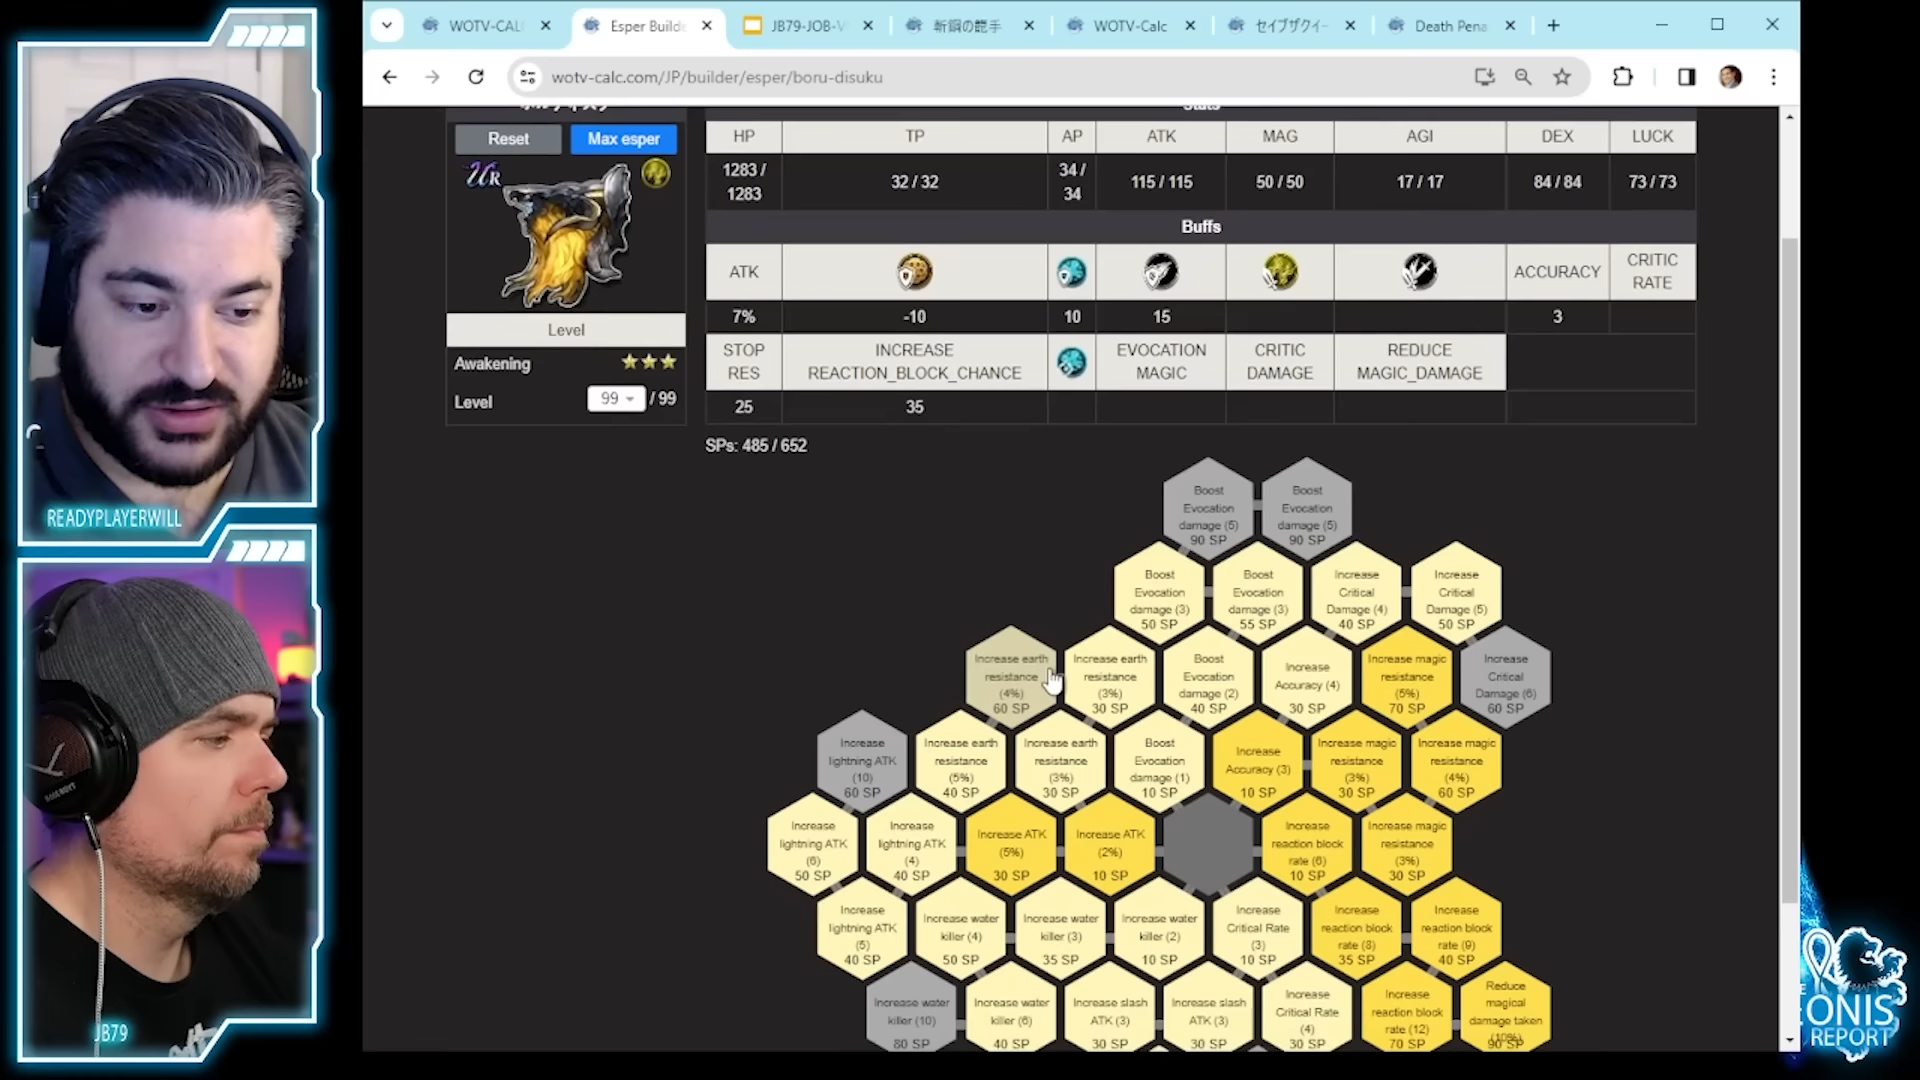 WOTV-CAL
Esper Builde
JB79-JOB-V
斬鋼の鎧手
WOTV-Calc
セイブザクイー
Death Pena
wotv-calc.com/JP/builder/esper/boru-disuku
Reset
Max esper
UR
Level
Awakening
Level
99
/ 99
Stats
HP
TP
AP
ATK
MAG
AGI
DEX
LUCK
1283 /
1283
32 / 32
34 /
34
115 / 115
50 / 50
17 / 17
84 / 84
73 / 73
Buffs
ATK
ACCURACY
CRITIC
RATE
7%
-10
10
15
3
STOP
RES
INCREASE
REACTION_BLOCK_CHANCE
EVOCATION
MAGIC
CRITIC
DAMAGE
REDUCE
MAGIC_DAMAGE
25
35
SPs: 485 / 652
Boost
Evocation
damage (5)
90 SP
Boost
Evocation
damage (5)
90 SP
Boost
Evocation
damage (3)
50 SP
Boost
Evocation
damage (3)
55 SP
Increase
Critical
Damage (4)
40 SP
Increase
Critical
Damage (5)
50 SP
Increase earth
resistance
(4%)
60 SP
Increase earth
resistance
(3%)
30 SP
Boost
Evocation
damage (2)
40 SP
Increase
Accuracy (4)
30 SP
Increase magic
resistance
(5%)
70 SP
Increase
Critical
Damage (6)
60 SP
Increase
lightning ATK
(10)
60 SP
Increase earth
resistance
(5%)
40 SP
Increase earth
resistance
(3%)
30 SP
Boost
Evocation
damage (1)
10 SP
Increase
Accuracy (3)
10 SP
Increase magic
resistance
(3%)
30 SP
Increase magic
resistance
(4%)
60 SP
Increase
lightning ATK
(6)
50 SP
Increase
lightning ATK
(4)
40 SP
Increase ATK
(5%)
30 SP
Increase ATK
(2%)
10 SP
Increase
reaction block
rate (6)
10 SP
Increase magic
resistance
(3%)
30 SP
Increase
lightning ATK
(5)
40 SP
Increase water
killer (4)
50 SP
Increase water
killer (3)
35 SP
Increase water
killer (2)
10 SP
Increase
Critical Rate
(3)
10 SP
Increase
reaction block
rate (8)
35 SP
Increase
reaction block
rate (9)
40 SP
Increase water
killer (10)
80 SP
Increase water
killer (6)
40 SP
Increase slash
ATK (3)
30 SP
Increase slash
ATK (3)
30 SP
Increase
Critical Rate
(4)
30 SP
Increase
reaction block
rate (12)
70 SP
Reduce
magical
damage taken
(10%)
90 SP
READYPLAYERWILL
JB79
EONIS
REPORT